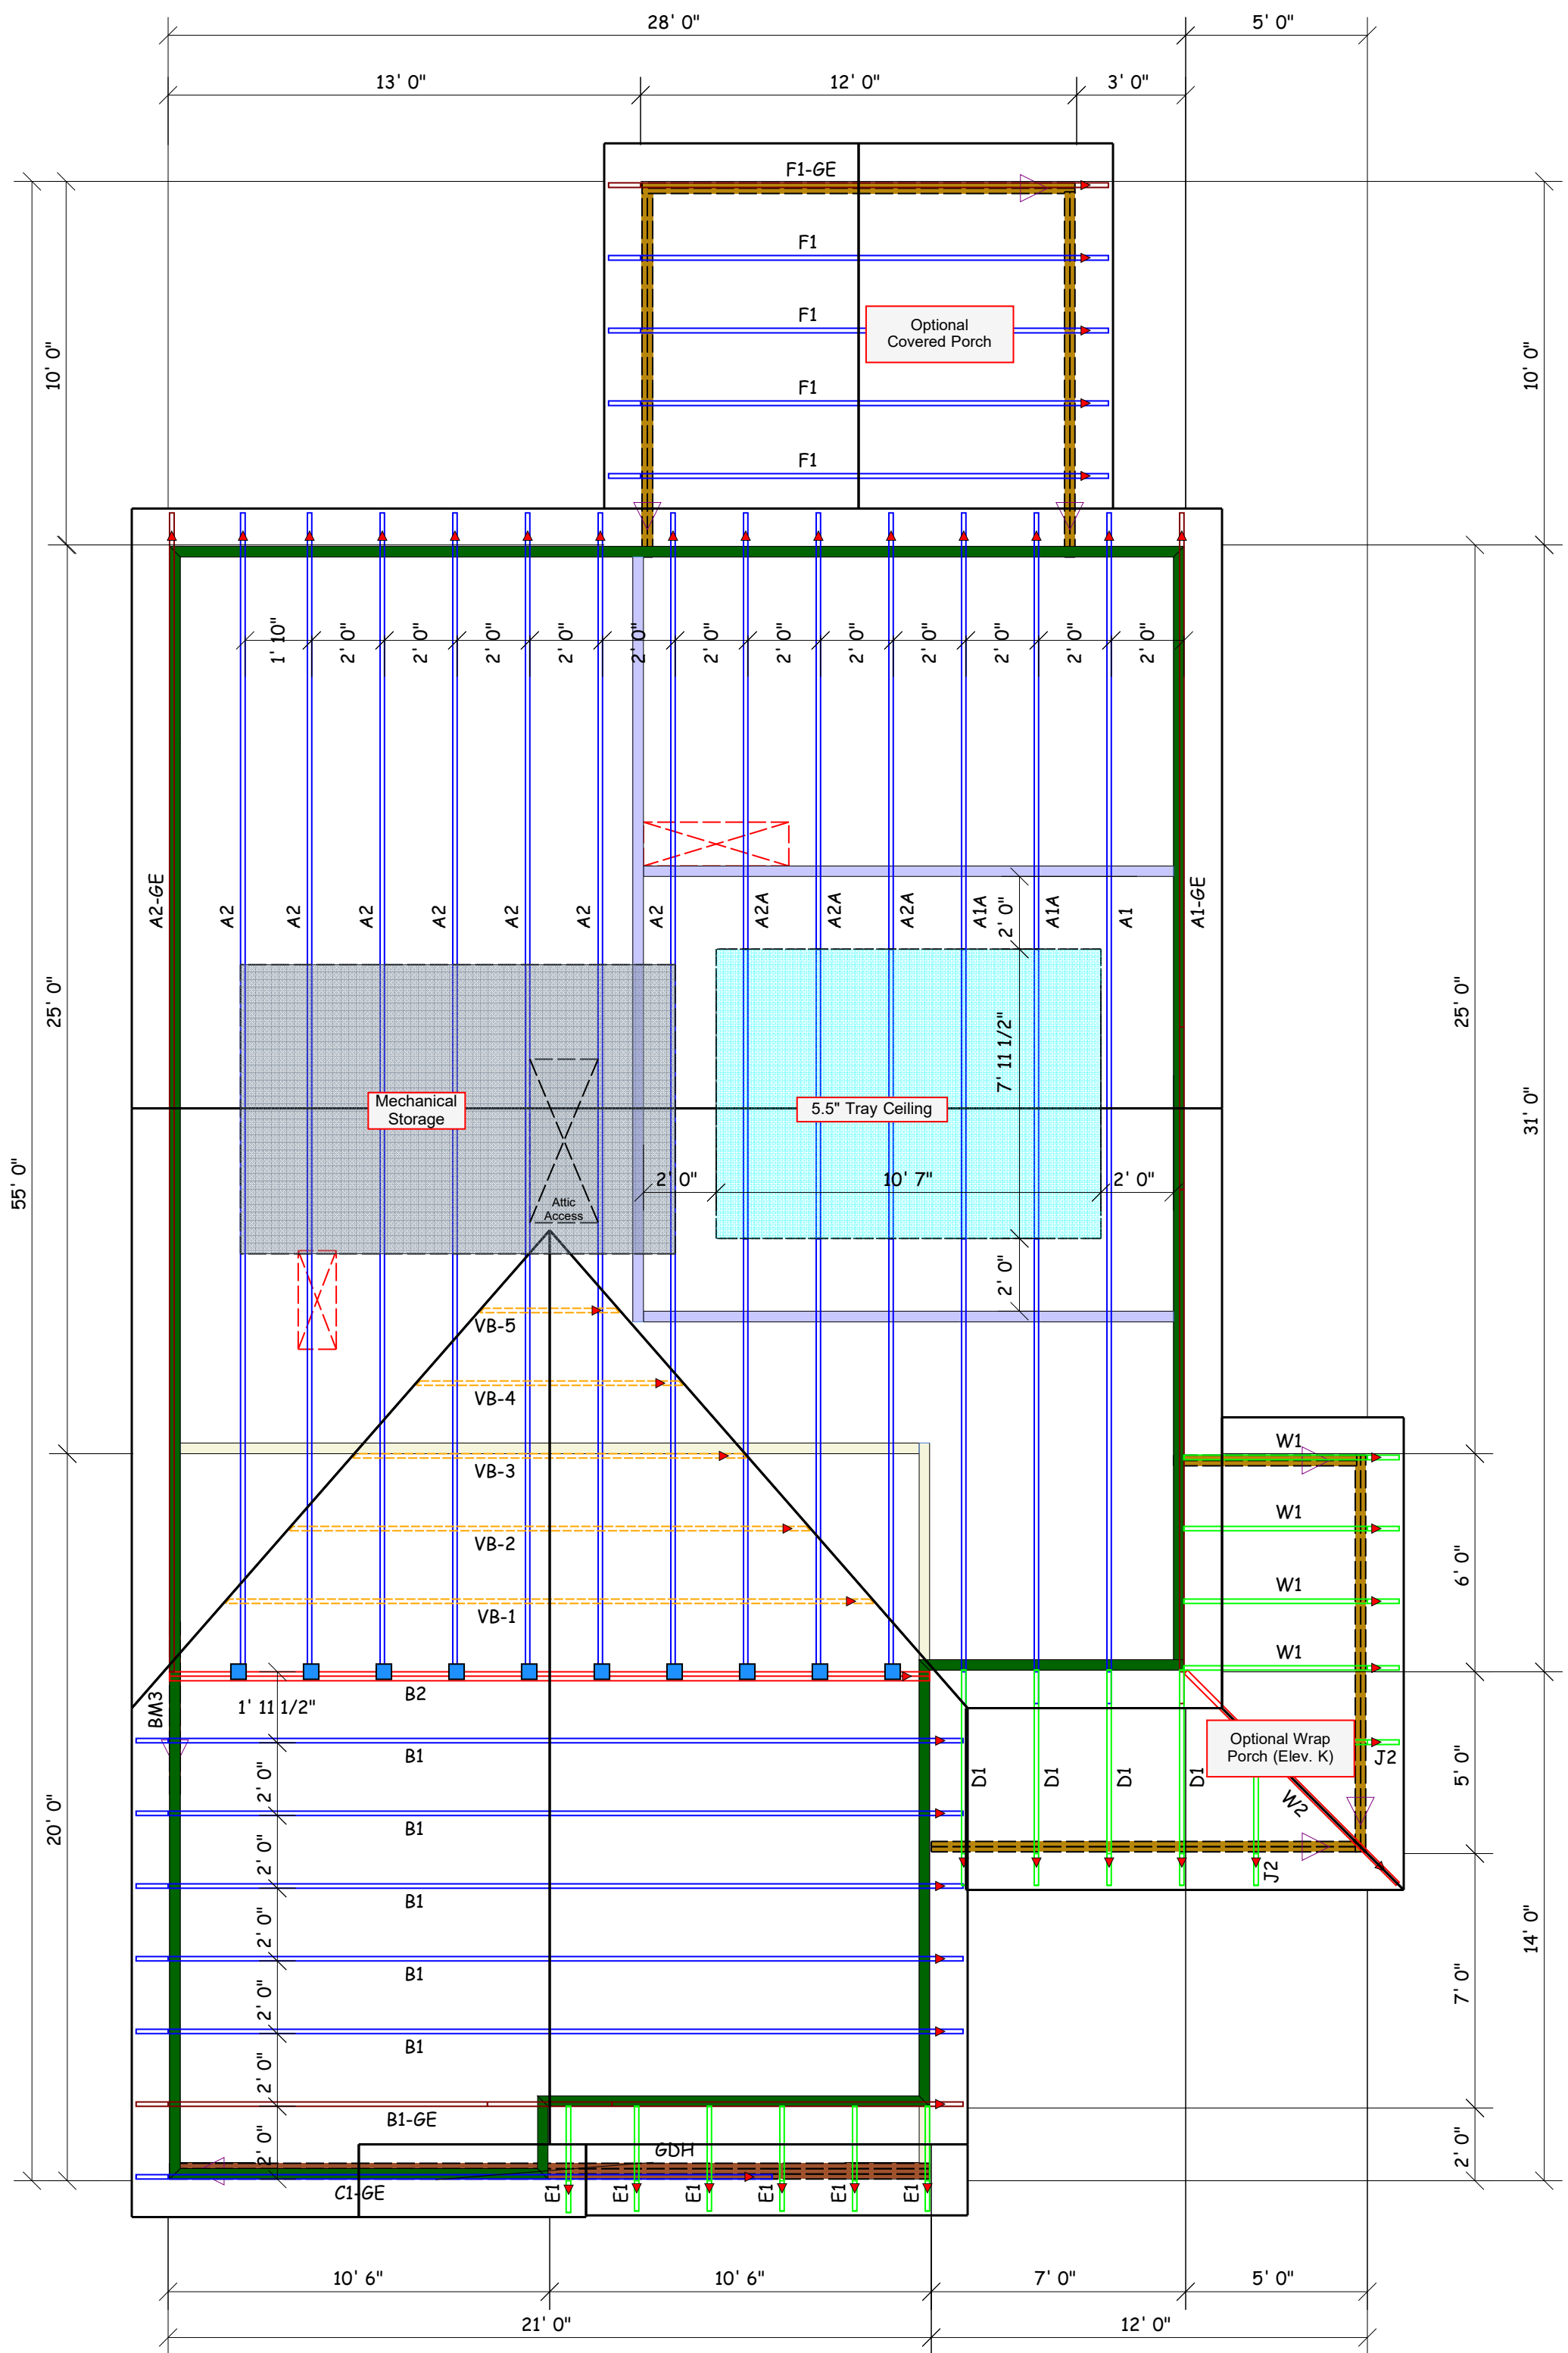 28' 0"
5' 0"
13' 0"
12' 0"
3' 0"
F1-GE
F1
F1
Optional
Covered Porch
F1
F1
10' 0"
10' 0"
1' 10"
2' 0"
2' 0"
2' 0"
2' 0"
2' 0"
2' 0"
2' 0"
2' 0"
2' 0"
2' 0"
2' 0"
2' 0"
A2-GE
A2
A2
A2
A2
A2
A2
A2
A2A
A2A
A2A
A1A
A1A
A1
A1-GE
2' 0"
25' 0"
25' 0"
7' 11 1/2"
Mechanical
Storage
5.5" Tray Ceiling
31' 0"
55' 0"
2' 0"
10' 7"
2' 0"
Attic
Access
2' 0"
VB-5
VB-4
VB-3
VB-2
VB-1
W1
W1
W1
W1
6' 0"
B2
BM3
1' 11 1/2"
B1
2' 0"
B1
2' 0"
B1
2' 0"
B1
2' 0"
B1
2' 0"
B1-GE
2' 0"
20' 0"
D1
D1
D1
D1
Optional Wrap
Porch (Elev. K)
J2
W2
J2
5' 0"
14' 0"
7' 0"
2' 0"
GDH
C1-GE
E1
E1
E1
E1
E1
E1
10' 6"
10' 6"
7' 0"
5' 0"
21' 0"
12' 0"